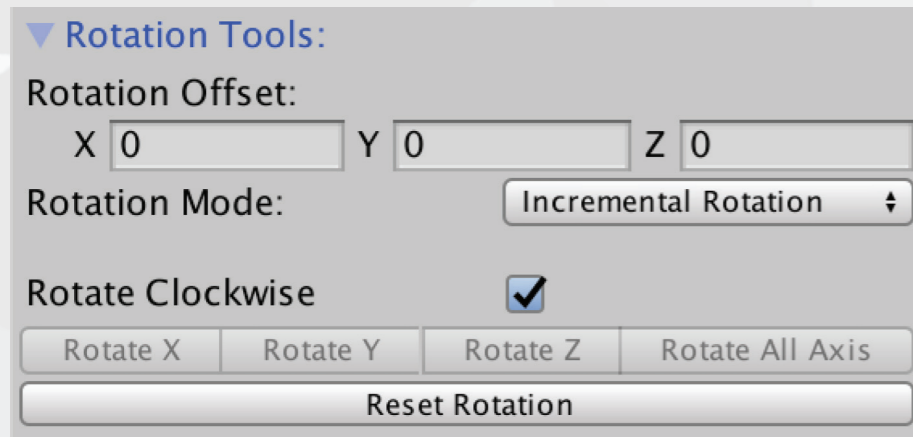 Rotation Tools:
Rotation Offset:
X 0 Y 0 Z 0
Rotation Mode: Incremental Rotation
Rotate Clockwise
Rotate X Rotate Y Rotate Z Rotate All Axis
Reset Rotation